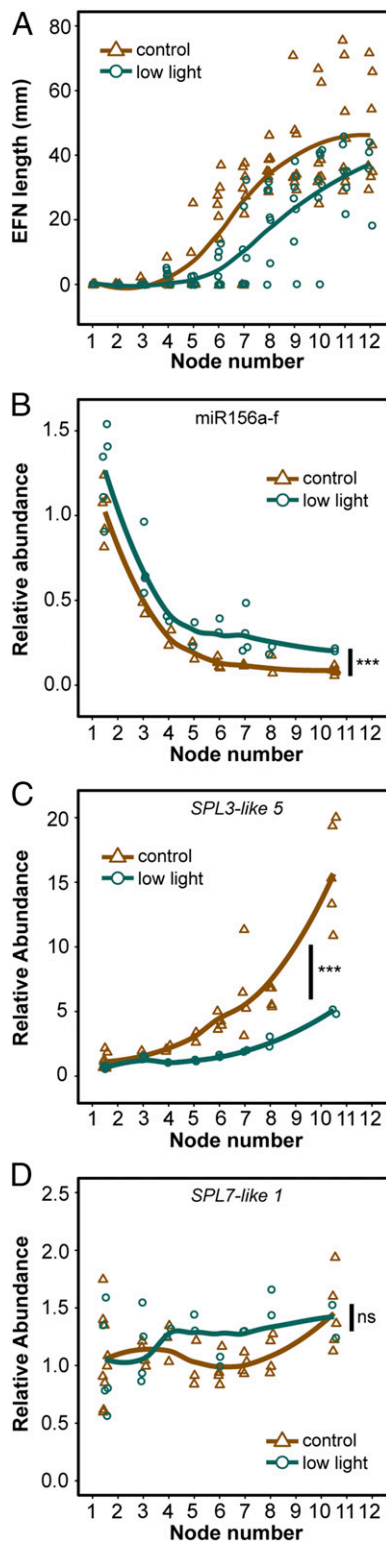 A
control
low light
EFN length (mm)
80
60
40
20
0
1 2 3 4 5 6 7 8 9 10 11 12
Node number
B
miR156a-f
control
low light
Relative abundance
1.5
1.0
0.5
0.0
***
1 2 3 4 5 6 7 8 9 10 11 12
Node number
C
SPL3-like 5
control
low light
Relative Abundance
20
15
10
5
0
***
1 2 3 4 5 6 7 8 9 10 11 12
Node number
D
SPL7-like 1
Relative Abundance
2.5
2.0
1.5
1.0
0.5
0.0
ns
control
low light
1 2 3 4 5 6 7 8 9 10 11 12
Node number